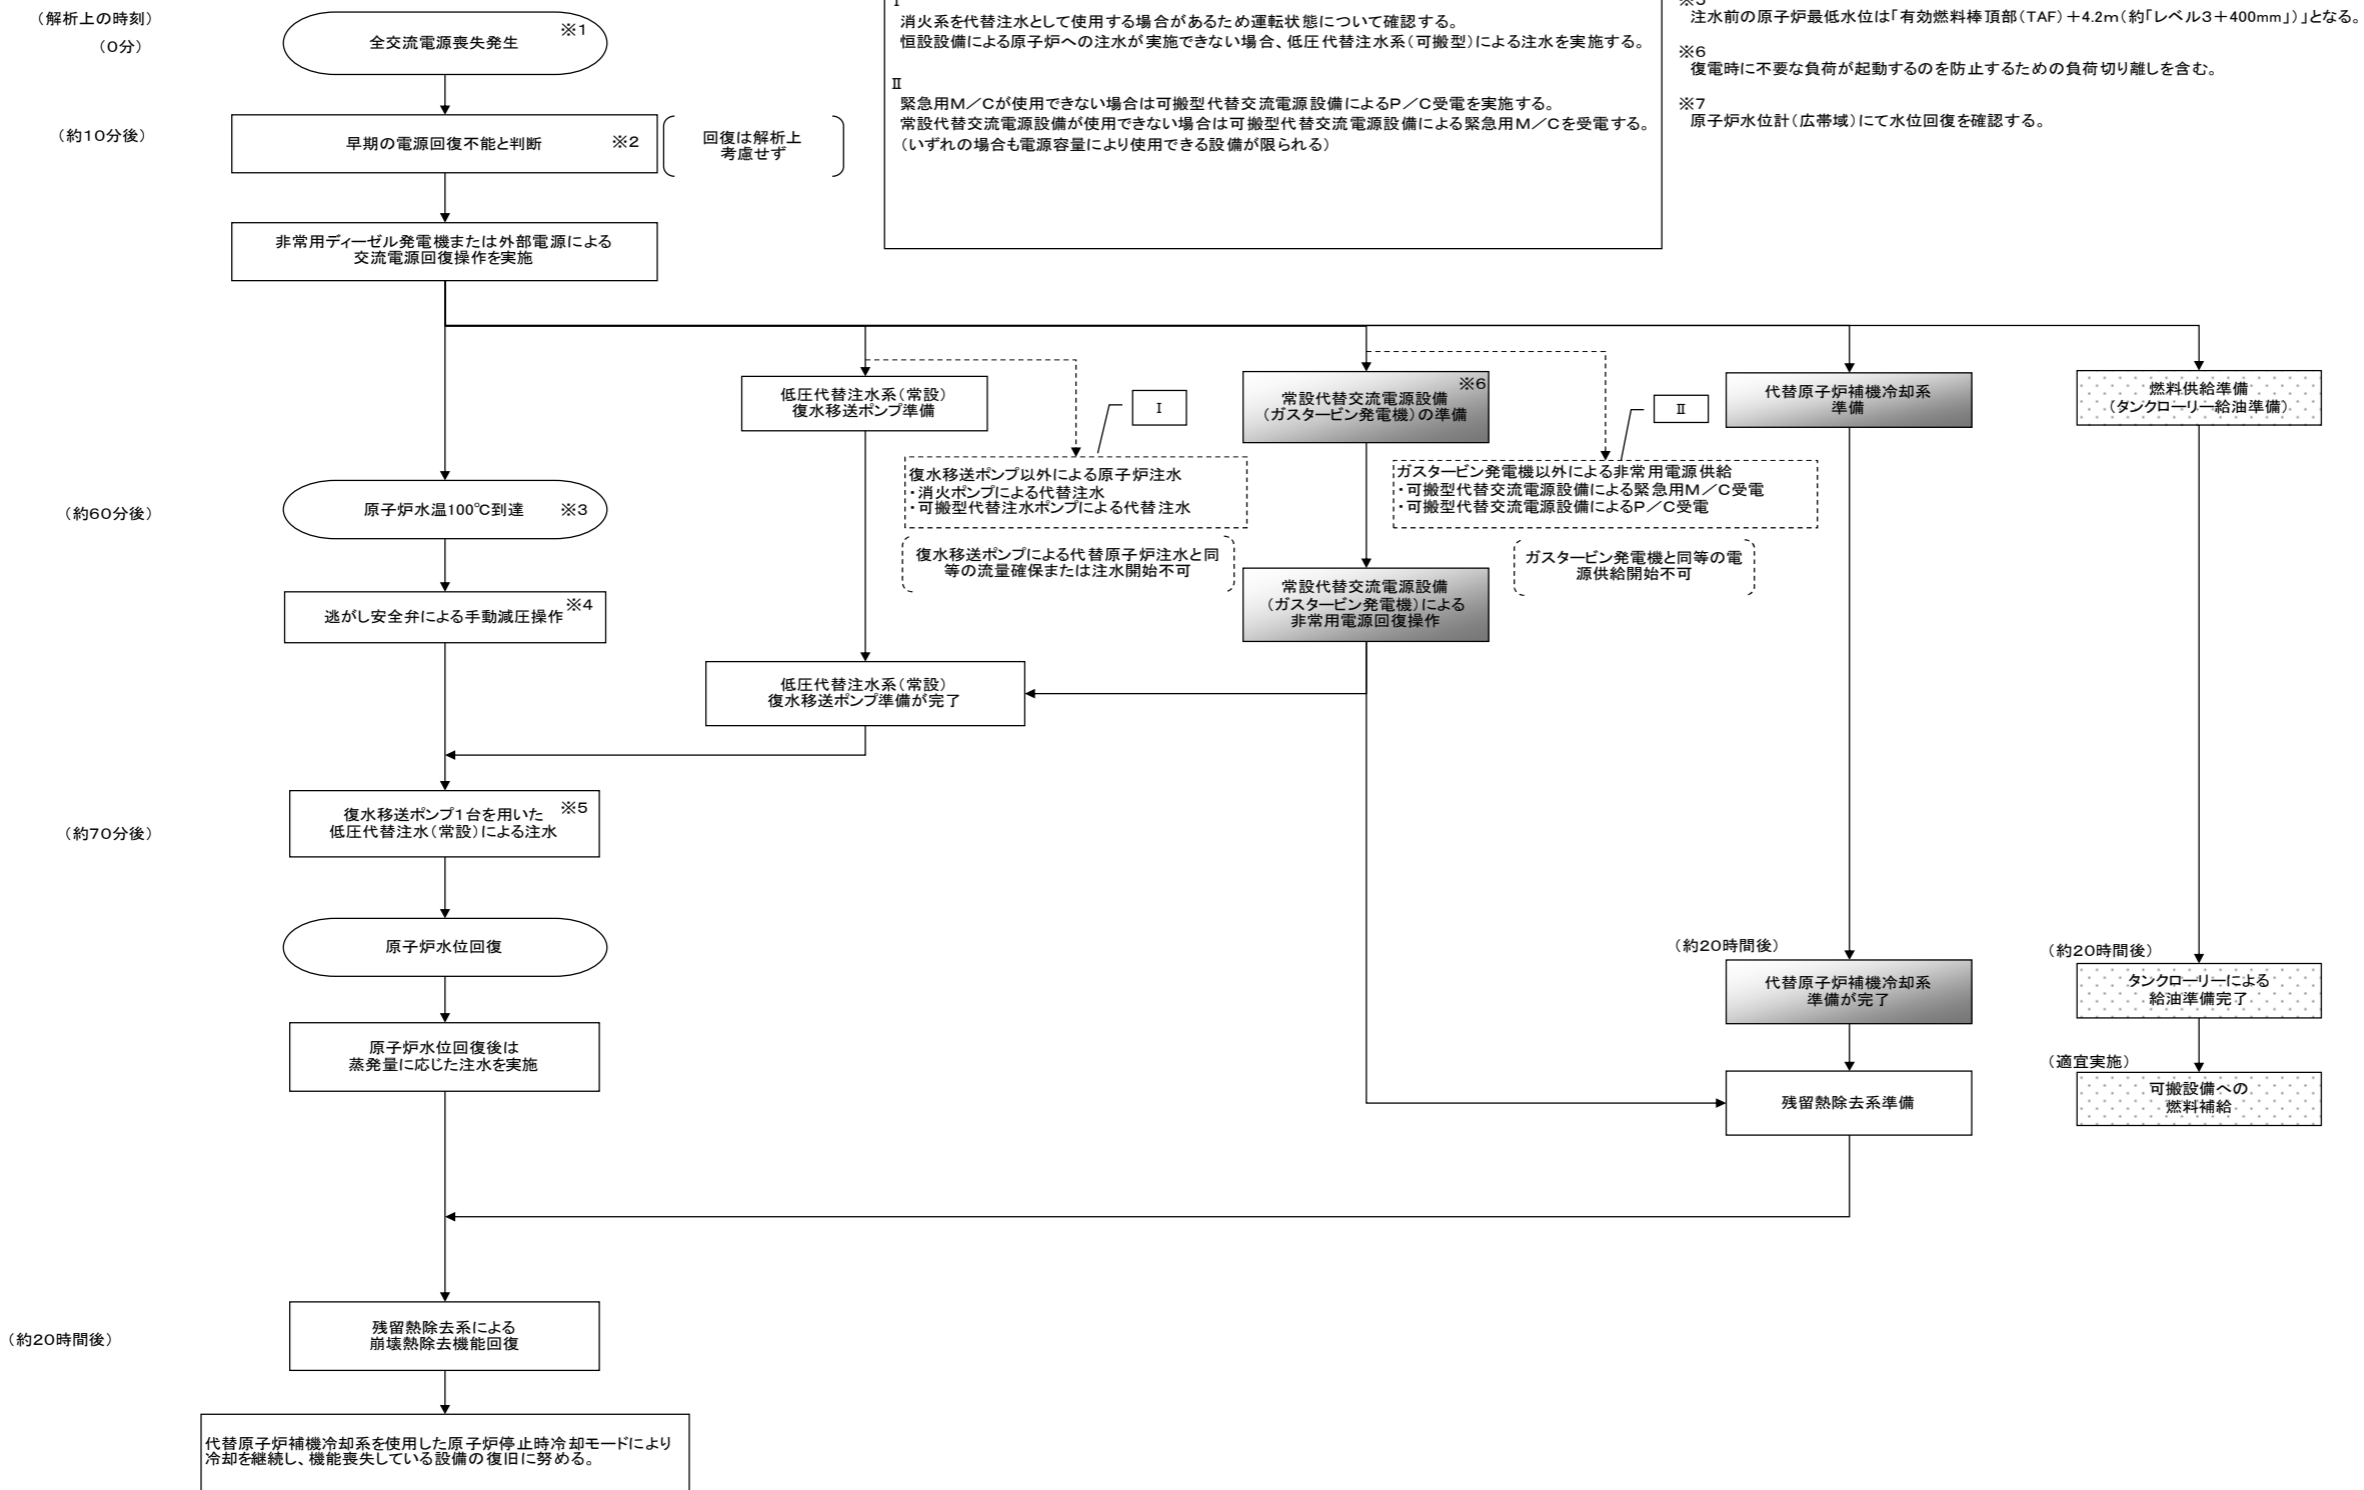 (解析上の時刻)
(0分)
全交流電源喪失発生 ※1
(約10分後)
早期の電源回復不能と判断 ※2
回復は解析上
考慮せず
非常用ディーゼル発電機または外部電源による
交流電源回復操作を実施
Ⅰ
消火系を代替注水として使用する場合があるため運転状態について確認する。
恒設設備による原子炉への注水が実施できない場合、低圧代替注水系(可搬型)による注水を実施する。
Ⅱ
緊急用M/Cが使用できない場合は可搬型代替交流電源設備によるP/C受電を実施する。
常設代替交流電源設備が使用できない場合は可搬型代替交流電源設備による緊急用M/Cを受電する。
(いずれの場合も電源容量により使用できる設備が限られる)
※5
注水前の原子炉最低水位は「有効燃料棒頂部(TAF)+4.2m(約「レベル3+400mm」)」となる。
※6
復電時に不要な負荷が起動するのを防止するための負荷切り離しを含む。
※7
原子炉水位計(広帯域)にて水位回復を確認する。
低圧代替注水系(常設)
復水移送ポンプ準備
Ⅰ
※6
常設代替交流電源設備
(ガスタービン発電機)の準備
Ⅱ
代替原子炉補機冷却系
準備
燃料供給準備
(タンクローリー給油準備)
復水移送ポンプ以外による原子炉注水
・消火ポンプによる代替注水
・可搬型代替注水ポンプによる代替注水
ガスタービン発電機以外による非常用電源供給
・可搬型代替交流電源設備による緊急用M/C受電
・可搬型代替交流電源設備によるP/C受電
(約60分後)
原子炉水温100℃到達 ※3
復水移送ポンプによる代替原子炉注水と同
等の流量確保または注水開始不可
ガスタービン発電機と同等の電
源供給開始不可
逃がし安全弁による手動減圧操作 ※4
常設代替交流電源設備
(ガスタービン発電機)による
非常用電源回復操作
低圧代替注水系(常設)
復水移送ポンプ準備が完了
(約70分後)
復水移送ポンプ1台を用いた ※5
低圧代替注水(常設)による注水
原子炉水位回復
(約20時間後)
代替原子炉補機冷却系
準備が完了
(約20時間後)
タンクローリーによる
給油準備完了
原子炉水位回復後は
蒸発量に応じた注水を実施
残留熱除去系準備
(適宜実施)
可搬設備への
燃料補給
(約20時間後)
残留熱除去系による
崩壊熱除去機能回復
代替原子炉補機冷却系を使用した原子炉停止時冷却モードにより
冷却を継続し、機能喪失している設備の復旧に努める。